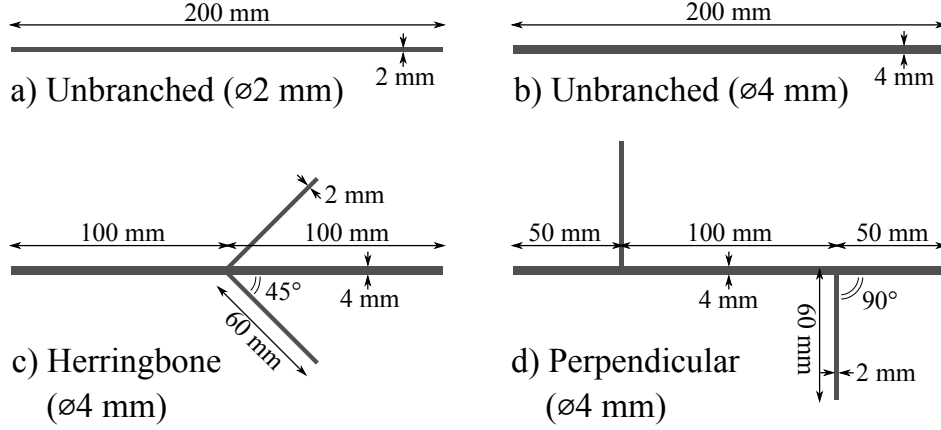 200 mm
2 mm
a) Unbranched (⌀2 mm)
200 mm
4 mm
b) Unbranched (⌀4 mm)
2 mm
100 mm
100 mm
45°
4 mm
60 mm
c) Herringbone
(⌀4 mm)
50 mm
100 mm
50 mm
4 mm
90°
60 mm
2 mm
d) Perpendicular
(⌀4 mm)